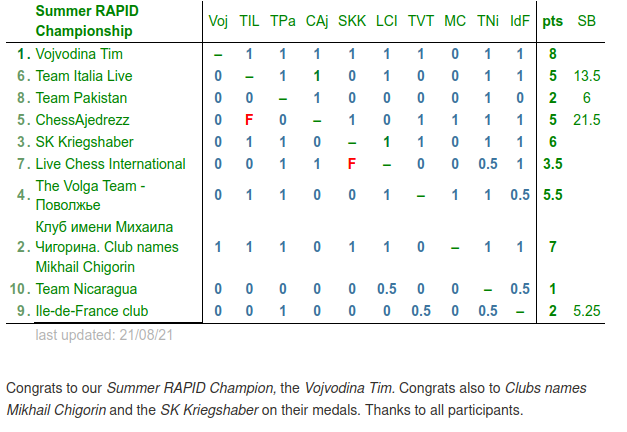 Summer RAPID Championship Voj TIL TPa CAj SKK LCI TVT MC TNi IdF pts SB
1. Vojvodina Tim – 1 1 1 1 1 1 0 1 1 8
6. Team Italia Live 0 – 1 1 0 1 0 0 1 1 5 13.5
8. Team Pakistan 0 0 – 1 0 0 0 0 1 0 2 6
5. ChessAjedrezz 0 F 0 – 1 0 1 1 1 1 5 21.5
3. SK Kriegshaber 0 1 1 0 – 1 1 0 1 1 6
7. Live Chess International 0 0 1 1 F – 0 0 0.5 1 3.5
4. The Volga Team - Поволжье 0 1 1 0 0 1 – 1 1 0.5 5.5
2. Клуб имени Михаила Чигорина. Club names Mikhail Chigorin 1 1 1 0 1 1 0 – 1 1 7
10. Team Nicaragua 0 0 0 0 0 0.5 0 0 – 0.5 1
9. Ile-de-France club 0 0 1 0 0 0 0.5 0 0.5 – 2 5.25
last updated: 21/08/21
Congrats to our Summer RAPID Champion, the Vojvodina Tim. Congrats also to Clubs names
Mikhail Chigorin and the SK Kriegshaber on their medals. Thanks to all participants.